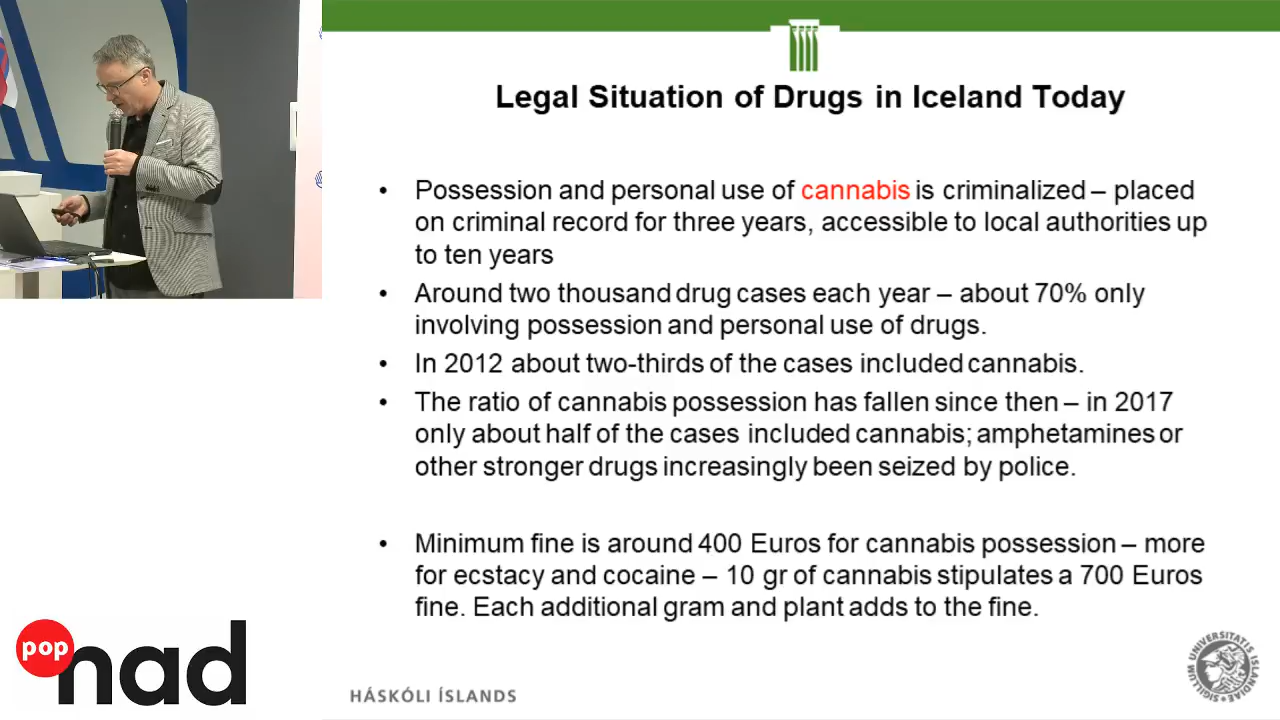 Legal Situation of Drugs in Iceland Today
• Possession and personal use of cannabis is criminalized – placed
on criminal record for three years, accessible to local authorities up
to ten years
• Around two thousand drug cases each year – about 70% only
involving possession and personal use of drugs.
• In 2012 about two-thirds of the cases included cannabis.
• The ratio of cannabis possession has fallen since then – in 2017
only about half of the cases included cannabis; amphetamines or
other stronger drugs increasingly been seized by police.
• Minimum fine is around 400 Euros for cannabis possession – more
for ecstacy and cocaine – 10 gr of cannabis stipulates a 700 Euros
fine. Each additional gram and plant adds to the fine.
pop
nad
HÁSKÓLI ÍSLANDS
SIGILLUM UNIVERSITATIS ISLANDIAE